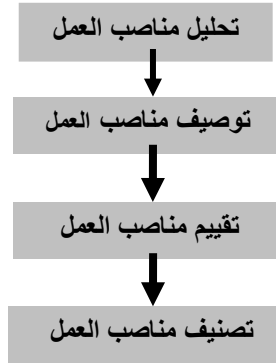 تحليل مناصب العمل
توصيف مناصب العمل
تقييم مناصب العمل
تصنيف مناصب العمل